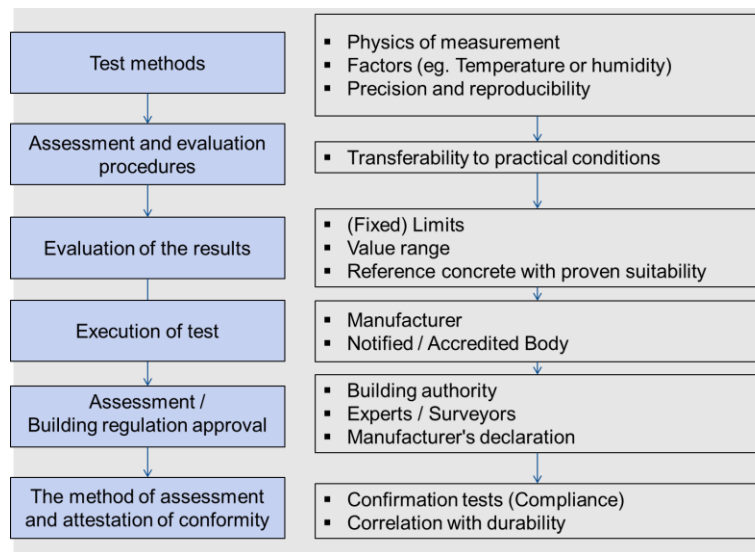 Test methods
▪ Physics of measurement
▪ Factors (eg. Temperature or humidity)
▪ Precision and reproducibility
Assessment and evaluation
procedures
▪ Transferability to practical conditions
Evaluation of the results
▪ (Fixed) Limits
▪ Value range
▪ Reference concrete with proven suitability
Execution of test
▪ Manufacturer
▪ Notified / Accredited Body
Assessment /
Building regulation approval
▪ Building authority
▪ Experts / Surveyors
▪ Manufacturer's declaration
The method of assessment
and attestation of conformity
▪ Confirmation tests (Compliance)
▪ Correlation with durability